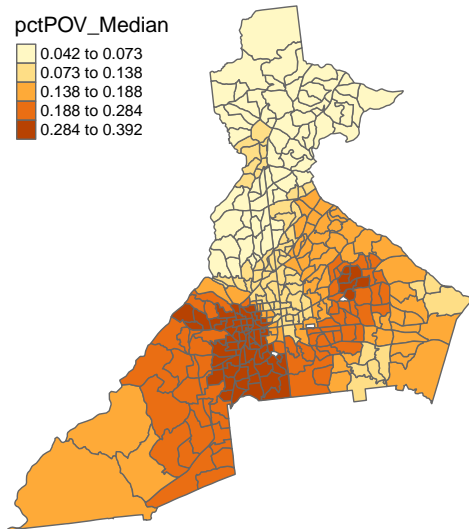 pctPOV_Median
0.042 to 0.073
0.073 to 0.138
0.138 to 0.188
0.188 to 0.284
0.284 to 0.392